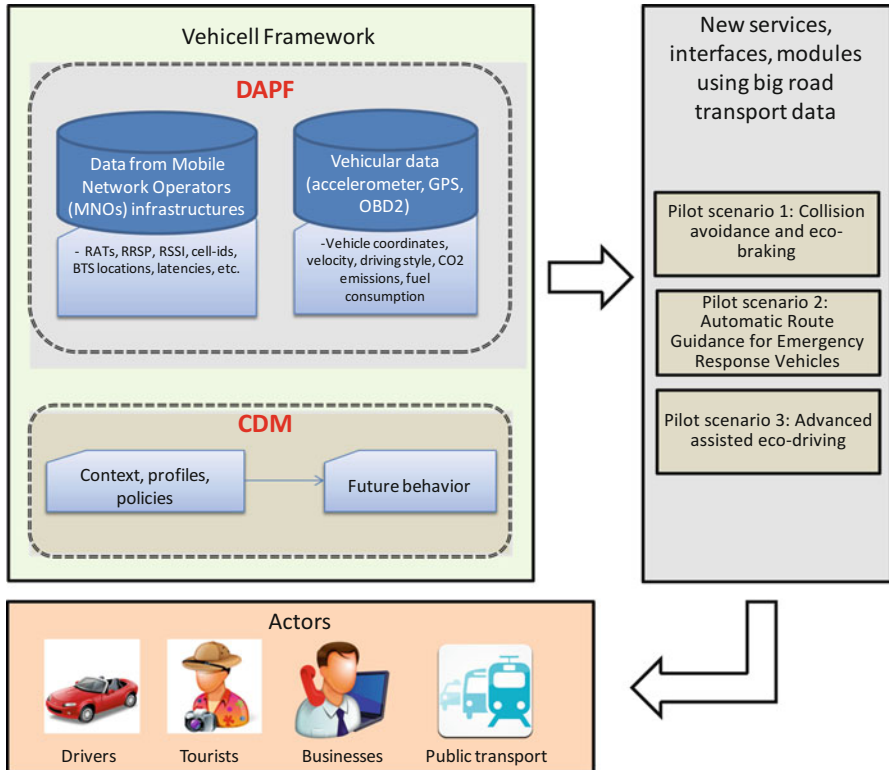 Vehicell Framework
DAPF
Data from Mobile
Network Operators
(MNOs) infrastructures
- RATs, RRSP, RSSI, cell-ids,
BTS locations, latencies, etc.
Vehicular data
(accelerometer, GPS,
OBD2)
-Vehicle coordinates,
velocity, driving style, CO2
emissions, fuel
consumption
CDM
Context, profiles,
policies
Future behavior
New services,
interfaces, modules
using big road
transport data
Pilot scenario 1: Collision
avoidance and eco-
braking
Pilot scenario 2:
Automatic Route
Guidance for Emergency
Response Vehicles
Pilot scenario 3: Advanced
assisted eco-driving
Actors
Drivers
Tourists
Businesses
Public transport